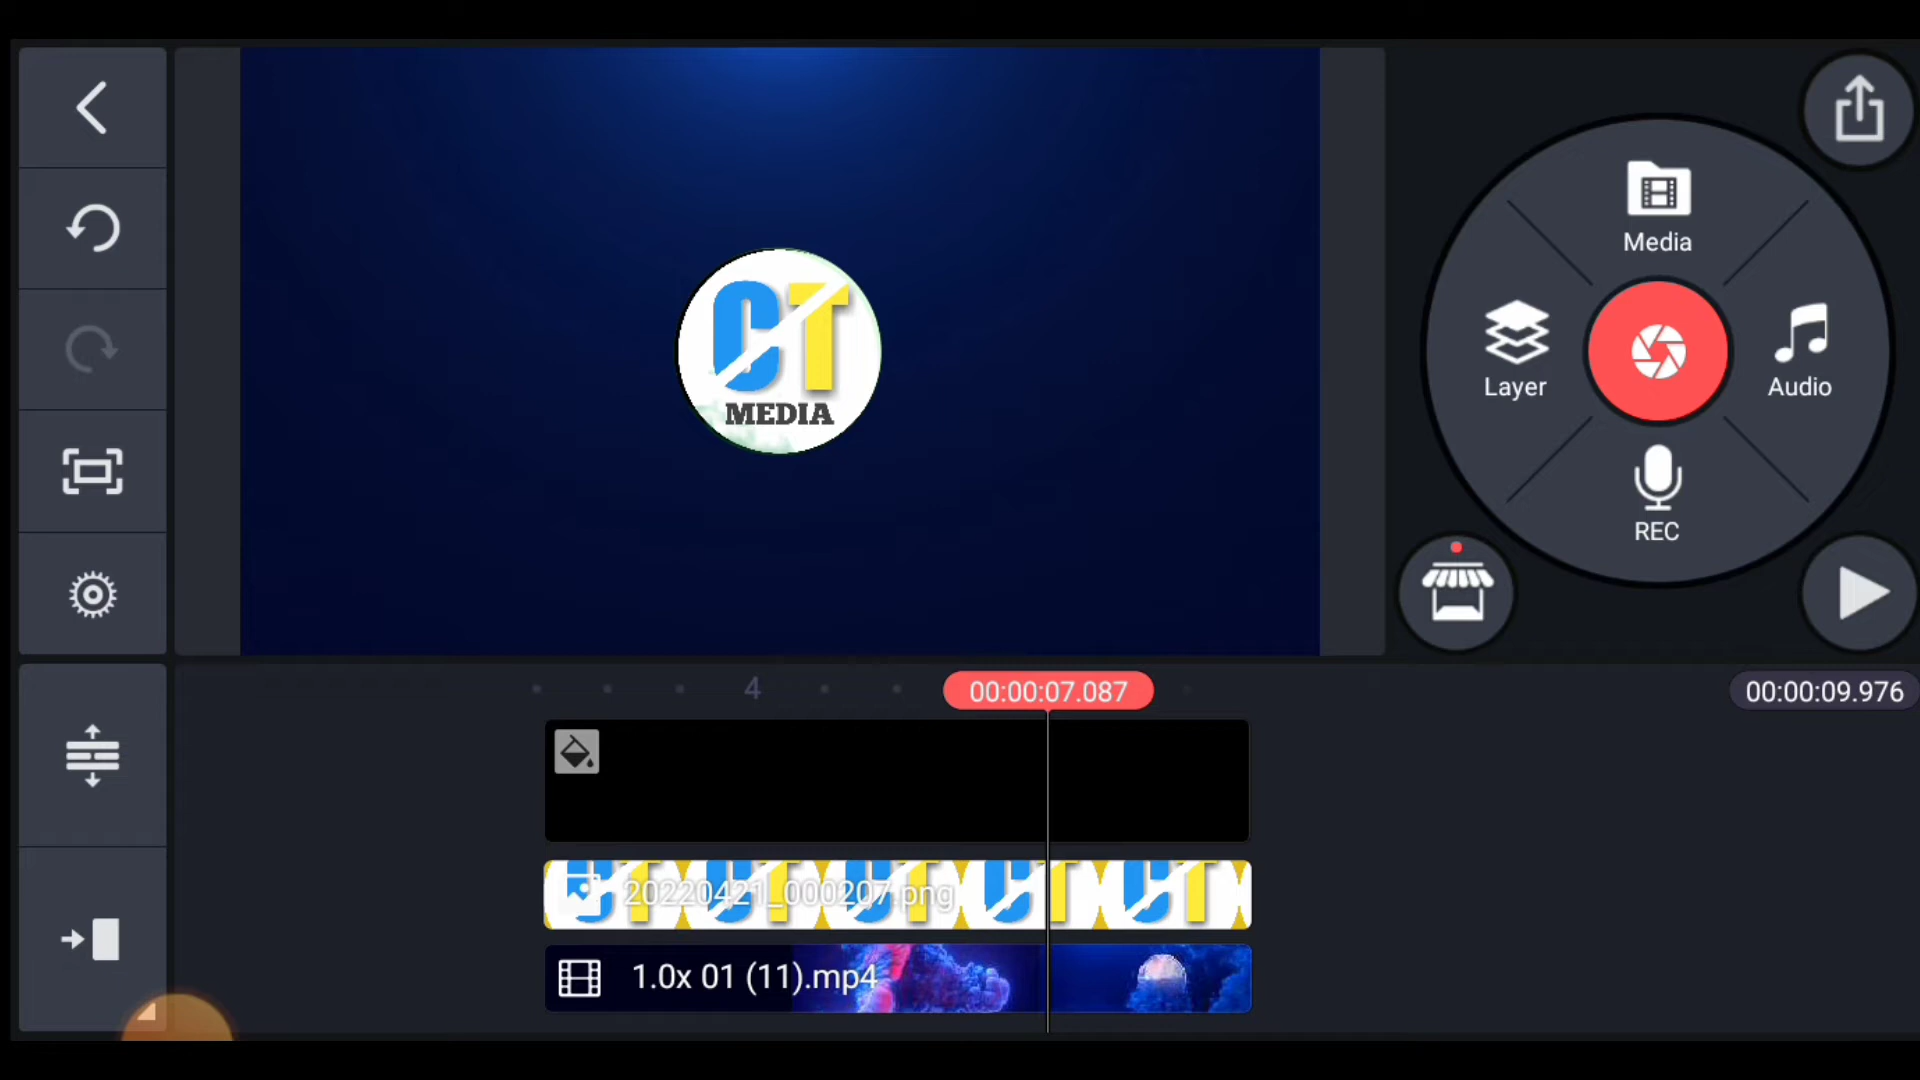 Media
Layer
Audio
REC
CT
MEDIA
4
00:00:07.087
00:00:09.976
20220421_000207.png
1.0x 01 (11).mp4